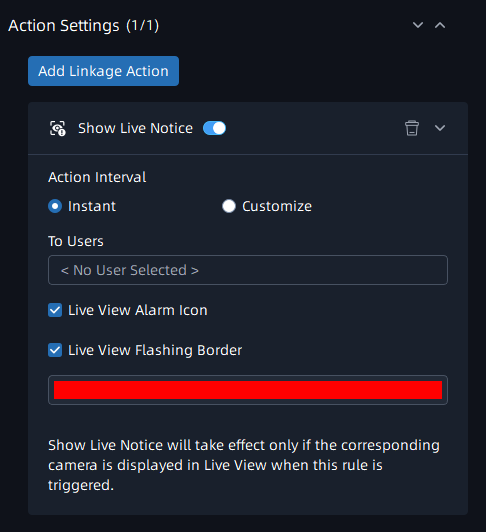 Action Settings (1/1)
Add Linkage Action
Show Live Notice
Action Interval
Instant
Customize
To Users
< No User Selected >
Live View Alarm Icon
Live View Flashing Border
Show Live Notice will take effect only if the corresponding
camera is displayed in Live View when this rule is
triggered.